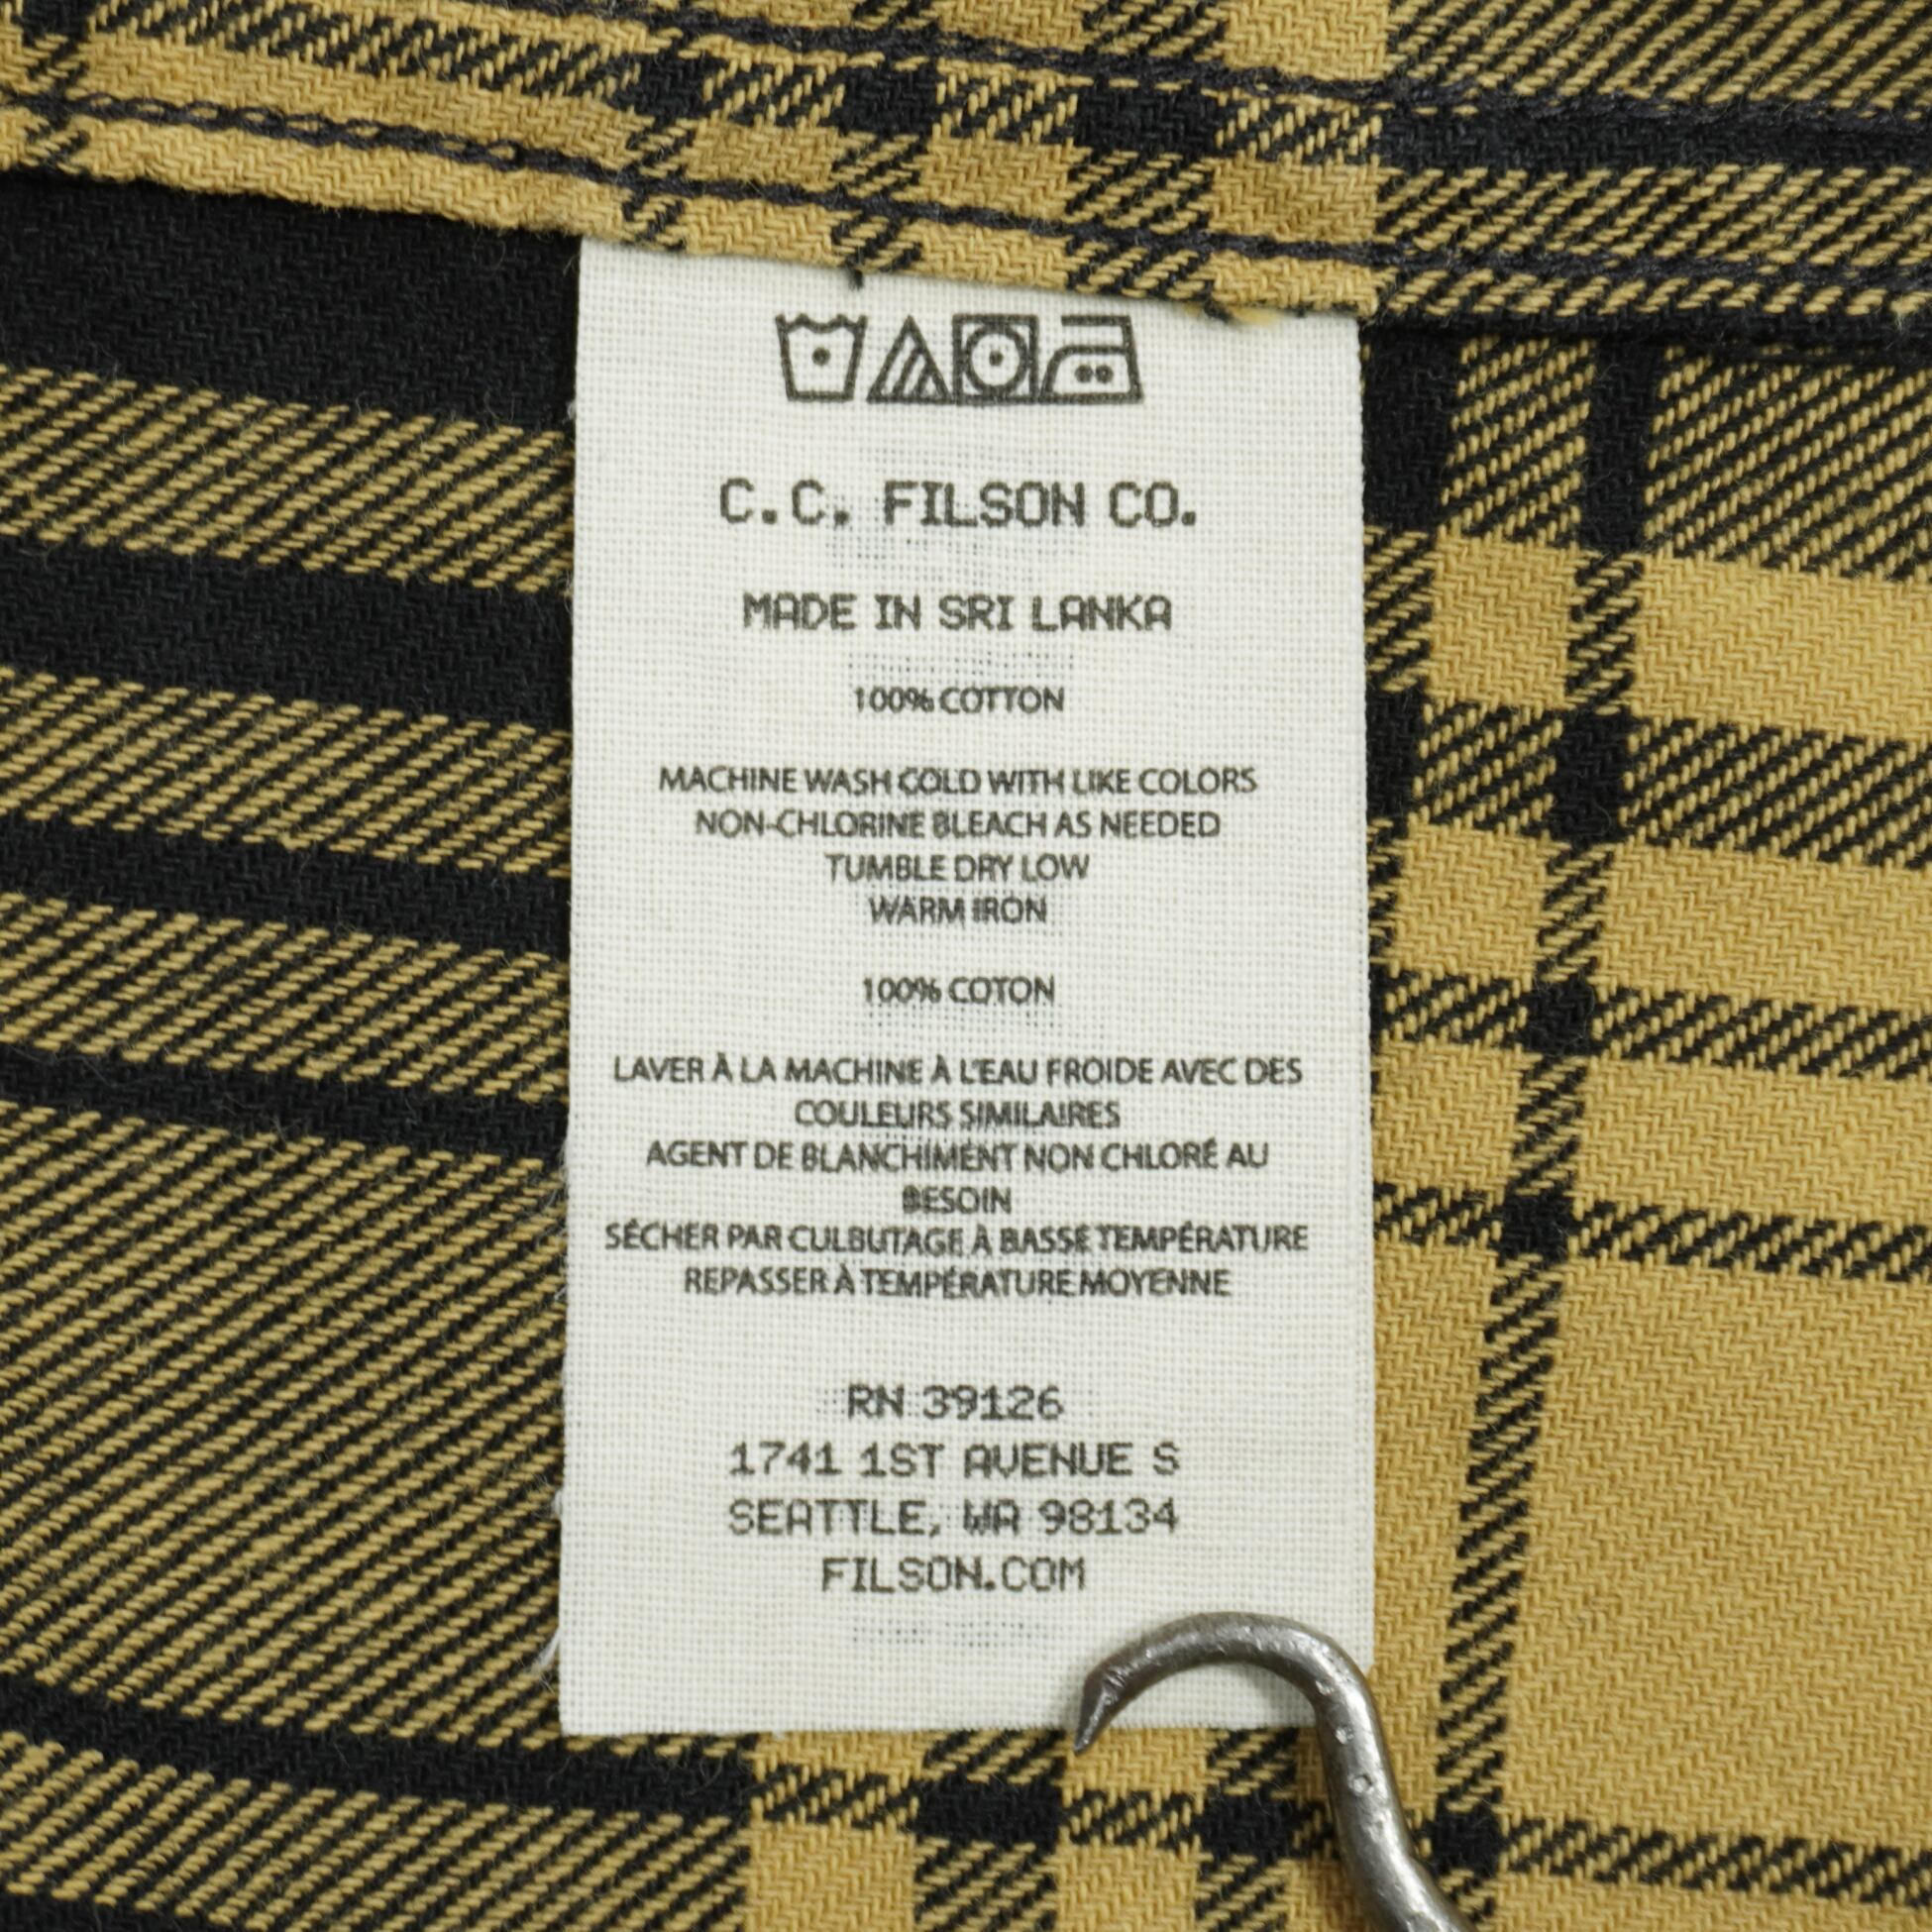 C.C. FILSON CO.
MADE IN SRI LANKA
100% COTTON
MACHINE WASH COLD WITH LIKE COLORS
NON-CHLORINE BLEACH AS NEEDED
TUMBLE DRY LOW
WARM IRON
100% COTON
LAVER À LA MACHINE À L'EAU FROIDE AVEC DES
COULEURS SIMILAIRES
AGENT DE BLANCHIMENT NON CHLORÉ AU
BESOIN
SÉCHER PAR CULBUTAGE À BASSE TEMPÉRATURE
REPASSER À TEMPÉRATURE MOYENNE
RN 39126
1741 1ST AVENUE S
SEATTLE, WA 98134
FILSON.COM